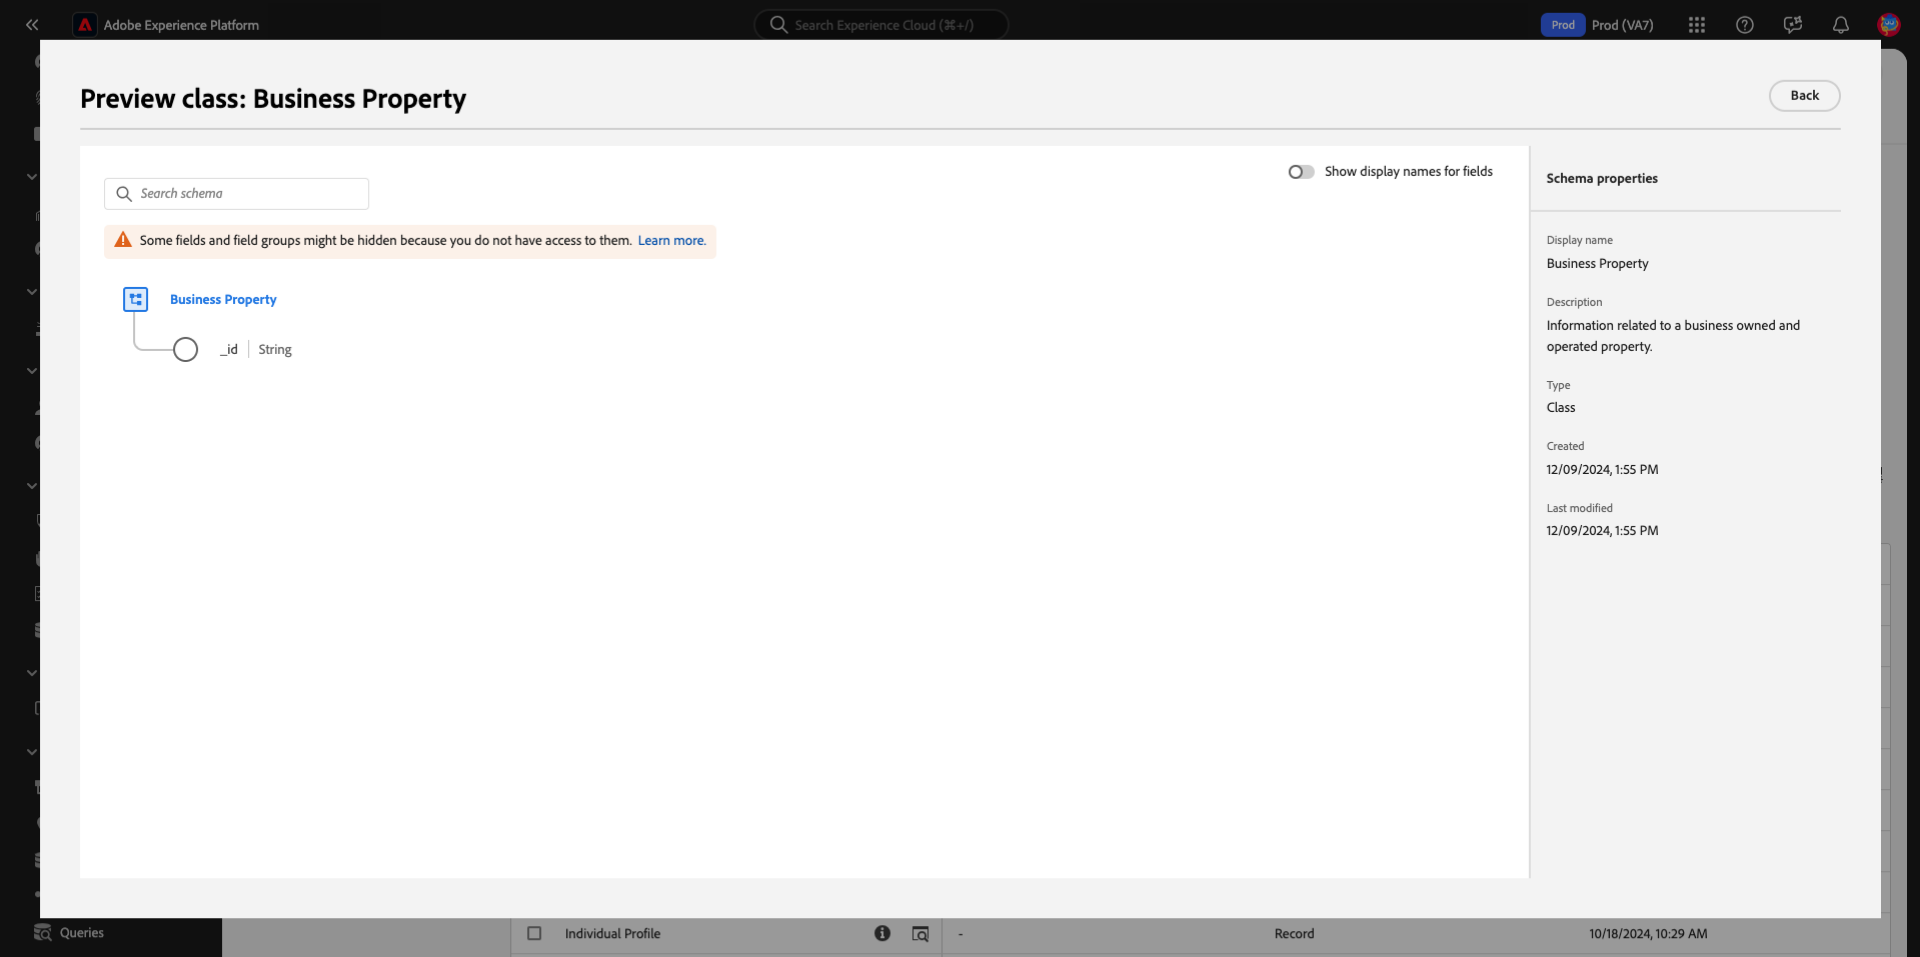 Adobe Experience Platform
Search Experience Cloud (⌘+/)
Prod
Prod (VA7)
Preview class: Business Property
Back
Search schema
Show display names for fields
Some fields and field groups might be hidden because you do not have access to them. Learn more.
Business Property
_id
String
Schema properties
Display name
Business Property
Description
Information related to a business owned and
operated property.
Type
Class
Created
12/09/2024, 1:55 PM
Last modified
12/09/2024, 1:55 PM
Queries
Individual Profile
-
Record
10/18/2024, 10:29 AM